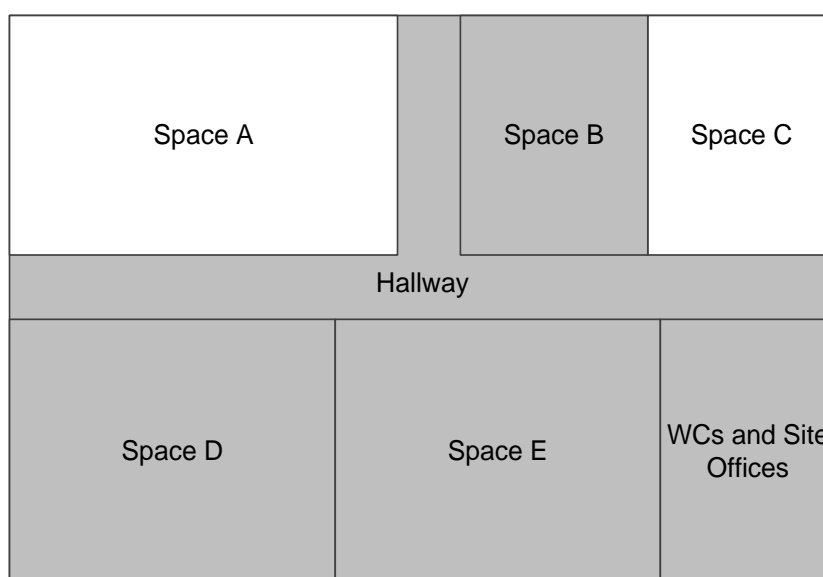 Space A
Space B
Space C
Hallway
Space D
Space E
WCs and Site
Offices